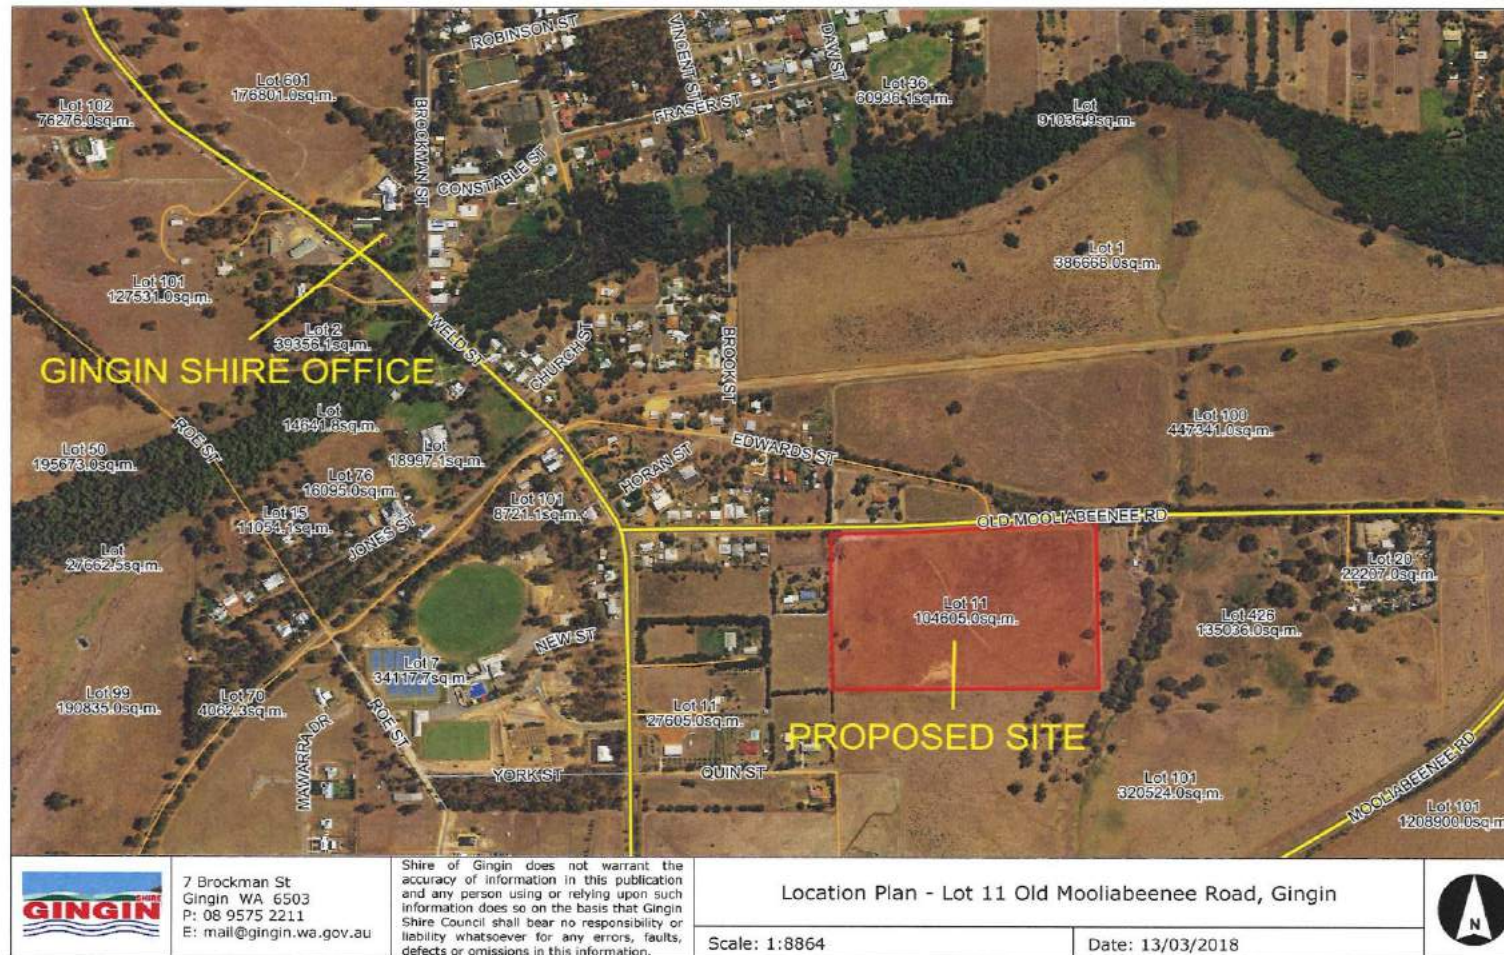 ROBINSON ST
VINCENT ST
DAW ST
Lot 601
176801.0sq.m.
Lot 102
76276.0sq.m.
BROCKMAN ST
FRASER ST
Lot 36
60936.1sq.m.
Lot
91036.9sq.m.
CONSTABLE ST
Lot 1
386668.0sq.m.
Lot 101
127531.0sq.m.
Lot 2
39356.1sq.m.
WELD ST
CHURCH ST
BROOK ST
GINGIN SHIRE OFFICE
Lot
14641.8sq.m.
ROE ST
Lot 100
447341.0sq.m.
Lot 50
195673.0sq.m.
Lot
18997.1sq.m.
EDWARDS ST
HORAN ST
Lot 76
16095.0sq.m.
Lot 15
11054.1sq.m.
JONES ST
Lot 101
8721.1sq.m.
OLD MOOLIABEENEE RD
Lot
27662.5sq.m.
Lot 20
22207.0sq.m.
Lot 11
104605.0sq.m.
Lot 426
135036.0sq.m.
NEW ST
Lot 7
34117.7sq.m.
Lot 99
190835.0sq.m.
Lot 70
4062.3sq.m.
MAWARRA DR
ROE ST
Lot 11
27605.0sq.m.
PROPOSED SITE
YORK ST
QUIN ST
Lot 101
320524.0sq.m.
MOOLIABEENEE RD
Lot 101
1208900.0sq.m
SHIRE
GINGIN
7 Brockman St
Gingin WA 6503
P: 08 9575 2211
E: mail@gingin.wa.gov.au
Shire of Gingin does not warrant the
accuracy of information in this publication
and any person using or relying upon such
information does so on the basis that Gingin
Shire Council shall bear no responsibility or
liability whatsoever for any errors, faults,
defects or omissions in this information.
Location Plan - Lot 11 Old Mooliabeenee Road, Gingin
Scale: 1:8864
Date: 13/03/2018
N